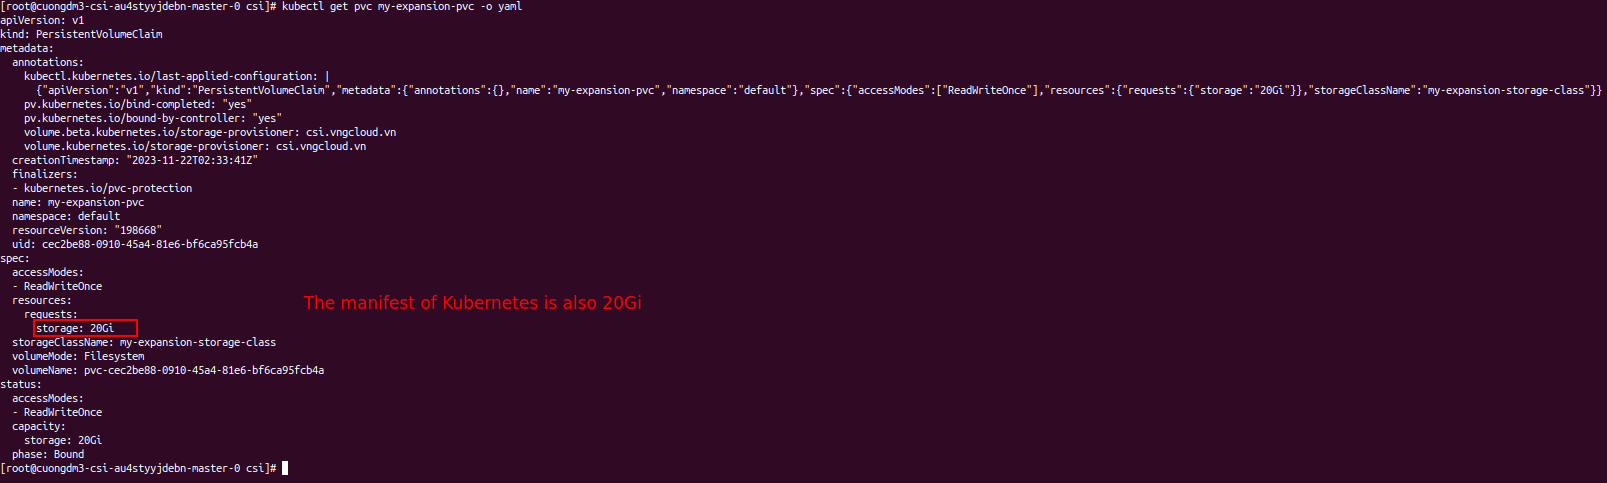 [root@cuongdm3-csi-au4styyjdebn-master-0 csi]# kubectl get pvc my-expansion-pvc -o yaml
apiVersion: v1
kind: PersistentVolumeClaim
metadata:
  annotations:
    kubectl.kubernetes.io/last-applied-configuration: |
      {"apiVersion":"v1","kind":"PersistentVolumeClaim","metadata":{"annotations":{},"name":"my-expansion-pvc","namespace":"default"},"spec":{"accessModes":["ReadWriteOnce"],"resources":{"requests":{"storage":"20Gi"}},"storageClassName":"my-expansion-storage-class"}}
    pv.kubernetes.io/bind-completed: "yes"
    pv.kubernetes.io/bound-by-controller: "yes"
    volume.beta.kubernetes.io/storage-provisioner: csi.vngcloud.vn
    volume.kubernetes.io/storage-provisioner: csi.vngcloud.vn
  creationTimestamp: "2023-11-22T02:33:41Z"
  finalizers:
  - kubernetes.io/pvc-protection
  name: my-expansion-pvc
  namespace: default
  resourceVersion: "198668"
  uid: cec2be88-0910-45a4-81e6-bf6ca95fcb4a
spec:
  accessModes:
  - ReadWriteOnce
  resources:
The manifest of Kubernetes is also 20Gi
    requests:
      storage: 20Gi
  storageClassName: my-expansion-storage-class
  volumeMode: Filesystem
  volumeName: pvc-cec2be88-0910-45a4-81e6-bf6ca95fcb4a
status:
  accessModes:
  - ReadWriteOnce
  capacity:
    storage: 20Gi
  phase: Bound
[root@cuongdm3-csi-au4styyjdebn-master-0 csi]#